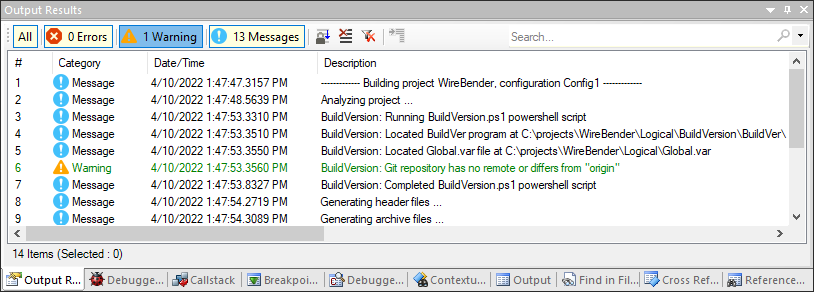 Output Results
All 0 Errors 1 Warning 13 Messages Search...
# Category Date/Time Description
1 Message 4/10/2022 1:47:47.3157 PM ------------- Building project WireBender, configuration Config1 -------------
2 Message 4/10/2022 1:47:48.5639 PM Analyzing project ...
3 Message 4/10/2022 1:47:53.3310 PM BuildVersion: Running BuildVersion.ps1 powershell script
4 Message 4/10/2022 1:47:53.3510 PM BuildVersion: Located BuildVer program at C:\projects\WireBender\Logical\BuildVersion\BuildVer\
5 Message 4/10/2022 1:47:53.3550 PM BuildVersion: Located Global.var file at C:\projects\WireBender\Logical\Global.var
6 Warning 4/10/2022 1:47:53.3560 PM BuildVersion: Git repository has no remote or differs from "origin"
7 Message 4/10/2022 1:47:53.8327 PM BuildVersion: Completed BuildVersion.ps1 powershell script
8 Message 4/10/2022 1:47:54.2719 PM Generating header files ...
9 Message 4/10/2022 1:47:54.3089 PM Generating archive files ...
14 Items (Selected : 0)
Output R... Debugge... Callstack Breakpoi... Debugge... Contextu... Output Find in Fil... Cross Ref... Reference...